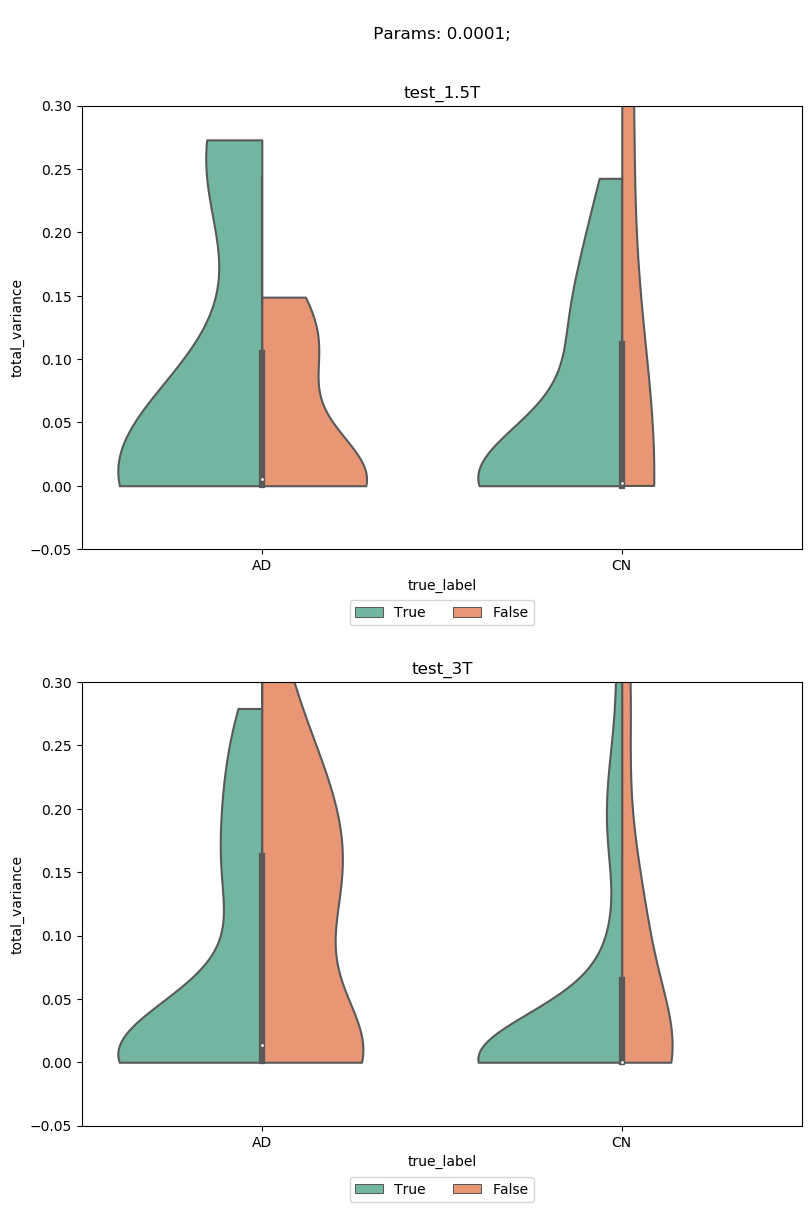 Params: 0.0001;
test_1.5T
0.30
0.25
0.20
0.15
0.10
0.05
0.00
−0.05
total_variance
AD CN
true_label
True False
test_3T
0.30
0.25
0.20
0.15
0.10
0.05
0.00
−0.05
total_variance
AD CN
true_label
True False